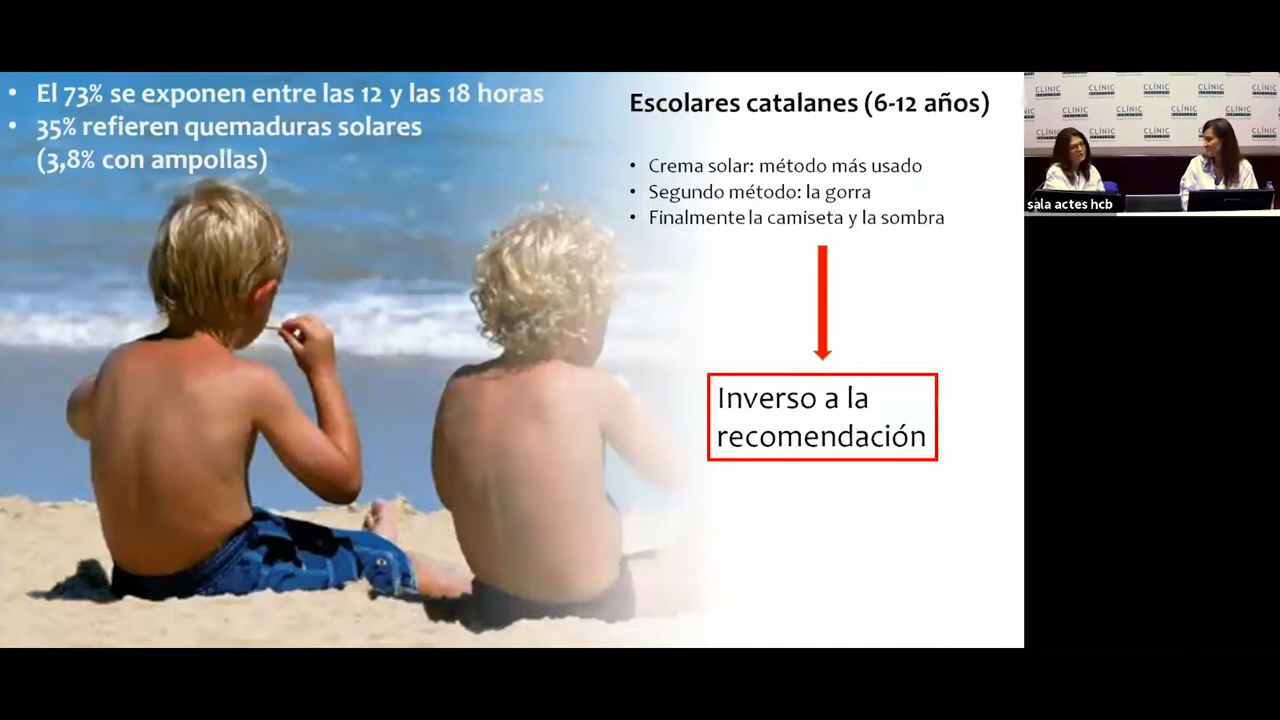 • El 73% se exponen entre las 12 y las 18 horas
• 35% refieren quemaduras solares
(3,8% con ampollas)
Escolares catalanes (6-12 años)
• Crema solar: método más usado
• Segundo método: la gorra
• Finalmente la camiseta y la sombra
Inverso a la
recomendación
CLÍNIC
BARCELONA
sala actes hcb